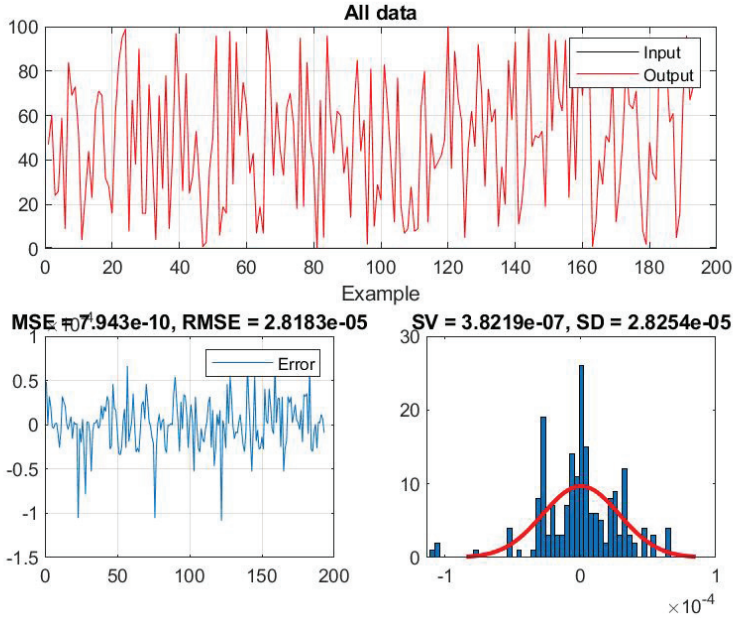 All data
100
80
60
40
20
0
Input
Output
0 20 40 60 80 100 120 140 160 180 200
Example
MSE = 7.943e-10, RMSE = 2.8183e-05
×10-4
1
0.5
0
-0.5
-1
-1.5
Error
0 50 100 150 200
SV = 3.8219e-07, SD = 2.8254e-05
30
20
10
0
-1 0 1
×10-4